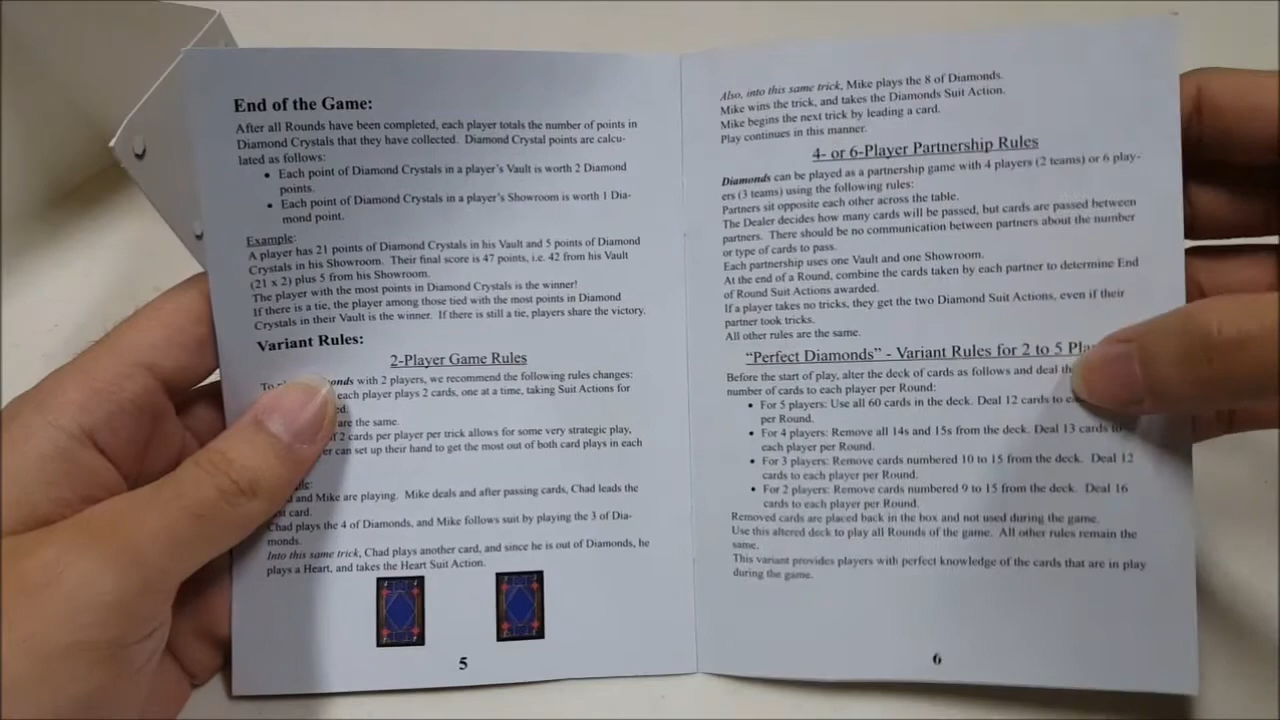 End of the Game:
After all Rounds have been completed, each player totals the number of points in
Diamond Crystals that they have collected. Diamond Crystal points are calcu-
lated as follows:
• Each point of Diamond Crystals in a player's Vault is worth 2 Diamond
points.
• Each point of Diamond Crystals in a player's Showroom is worth 1 Dia-
mond point.
Example:
A player has 21 points of Diamond Crystals in his Vault and 5 points of Diamond
Crystals in his Showroom. Their final score is 47 points, i.e. 42 from his Vault
(21 x 2) plus 5 from his Showroom.
The player with the most points in Diamond Crystals is the winner!
If there is a tie, the player among those tied with the most points in Diamond
Crystals in their Vault is the winner. If there is still a tie, players share the victory.
Variant Rules:
2-Player Game Rules
To with 2 players, we recommend the following rules changes:
each player plays 2 cards, one at a time, taking Suit Actions for
are the same.
2 cards per player per trick allows for some very strategic play,
can set up their hand to get the most out of both card plays in each
and Mike are playing. Mike deals and after passing cards, Chad leads the
card.
Chad plays the 4 of Diamonds, and Mike follows suit by playing the 3 of Dia-
monds.
Into this same trick, Chad plays another card, and since he is out of Diamonds, he
plays a Heart, and takes the Heart Suit Action.
5
Also, into this same trick, Mike plays the 8 of Diamonds.
Mike wins the trick, and takes the Diamonds Suit Action.
Mike begins the next trick by leading a card.
Play continues in this manner.
4- or 6-Player Partnership Rules
Diamonds can be played as a partnership game with 4 players (2 teams) or 6 play-
ers (3 teams) using the following rules:
Partners sit opposite each other across the table.
The Dealer decides how many cards will be passed, but cards are passed between
partners. There should be no communication between partners about the number
or type of cards to pass.
Each partnership uses one Vault and one Showroom.
At the end of a Round, combine the cards taken by each partner to determine End
of Round Suit Actions awarded.
If a player takes no tricks, they get the two Diamond Suit Actions, even if their
partner took tricks.
All other rules are the same.
"Perfect Diamonds" - Variant Rules for 2 to 5
Before the start of play, alter the deck of cards as follows and deal
number of cards to each player per Round:
• For 5 players: Use all 60 cards in the deck. Deal 12 cards to
per Round.
• For 4 players: Remove all 14s and 15s from the deck. Deal 13 cards to
each player per Round.
• For 3 players: Remove cards numbered 10 to 15 from the deck. Deal 12
cards to each player per Round.
• For 2 players: Remove cards numbered 9 to 15 from the deck. Deal 16
cards to each player per Round.
Removed cards are placed back in the box and not used during the game.
Use this altered deck to play all Rounds of the game. All other rules remain the
same.
This variant provides players with perfect knowledge of the cards that are in play
during the game.
6